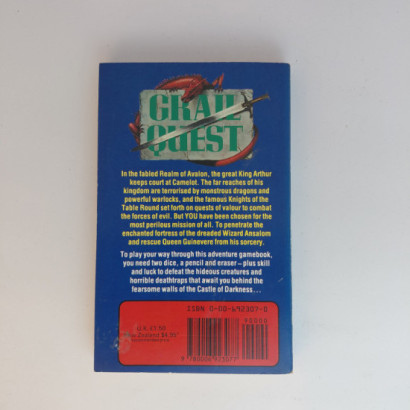 GRAIL
QUEST
In the fabled Realm of Avalon, the great King Arthur
keeps court at Camelot. The far reaches of his
kingdom are terrorised by monstrous dragons and
powerful warlocks, and the famous Knights of the
Table Round set forth on quests of valour to combat
the forces of evil. But YOU have been chosen for the
most perilous mission of all. To penetrate the
enchanted fortress of the dreaded Wizard Ansalom
and rescue Queen Guinevere from his sorcery.
To play your way through this adventure gamebook,
you need two dice, a pencil and eraser – plus skill
and luck to defeat the hideous creatures and
horrible deathtraps that await you behind the
fearsome walls of the Castle of Darkness . . .
ISBN 0-00-692307-0